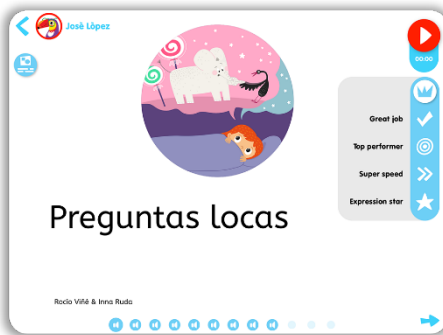 José López
00:00
Great job
Top performer
Super speed
Expression star
Preguntas locas
Rocío Viñé & Inna Ruda